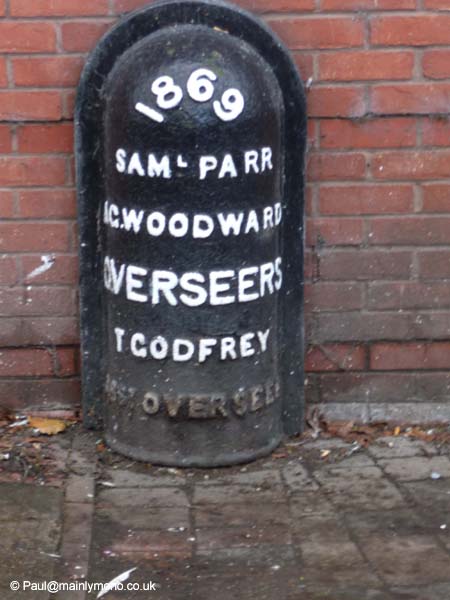 1869
SAML PARR
A.C. WOODWARD
OVERSEERS
T GODFREY
OVERSEER
© Paul@mainlymono.co.uk